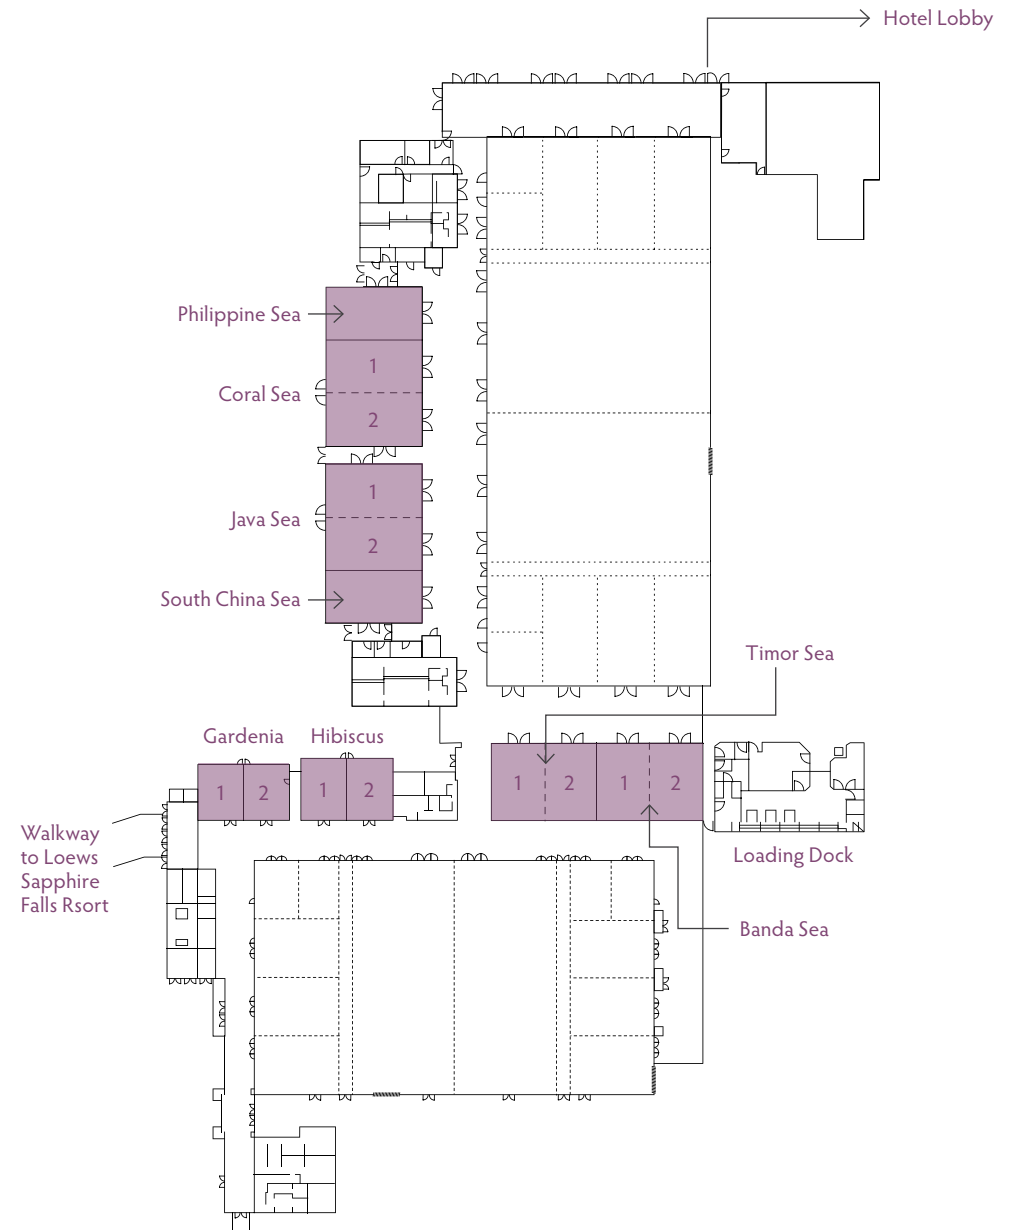 Hotel Lobby
Philippine Sea
1
Coral Sea
2
1
Java Sea
2
South China Sea
Timor Sea
Gardenia
Hibiscus
1 2
1 2
1 2
1 2
Walkway
to Loews
Sapphire
Falls Rsort
Loading Dock
Banda Sea